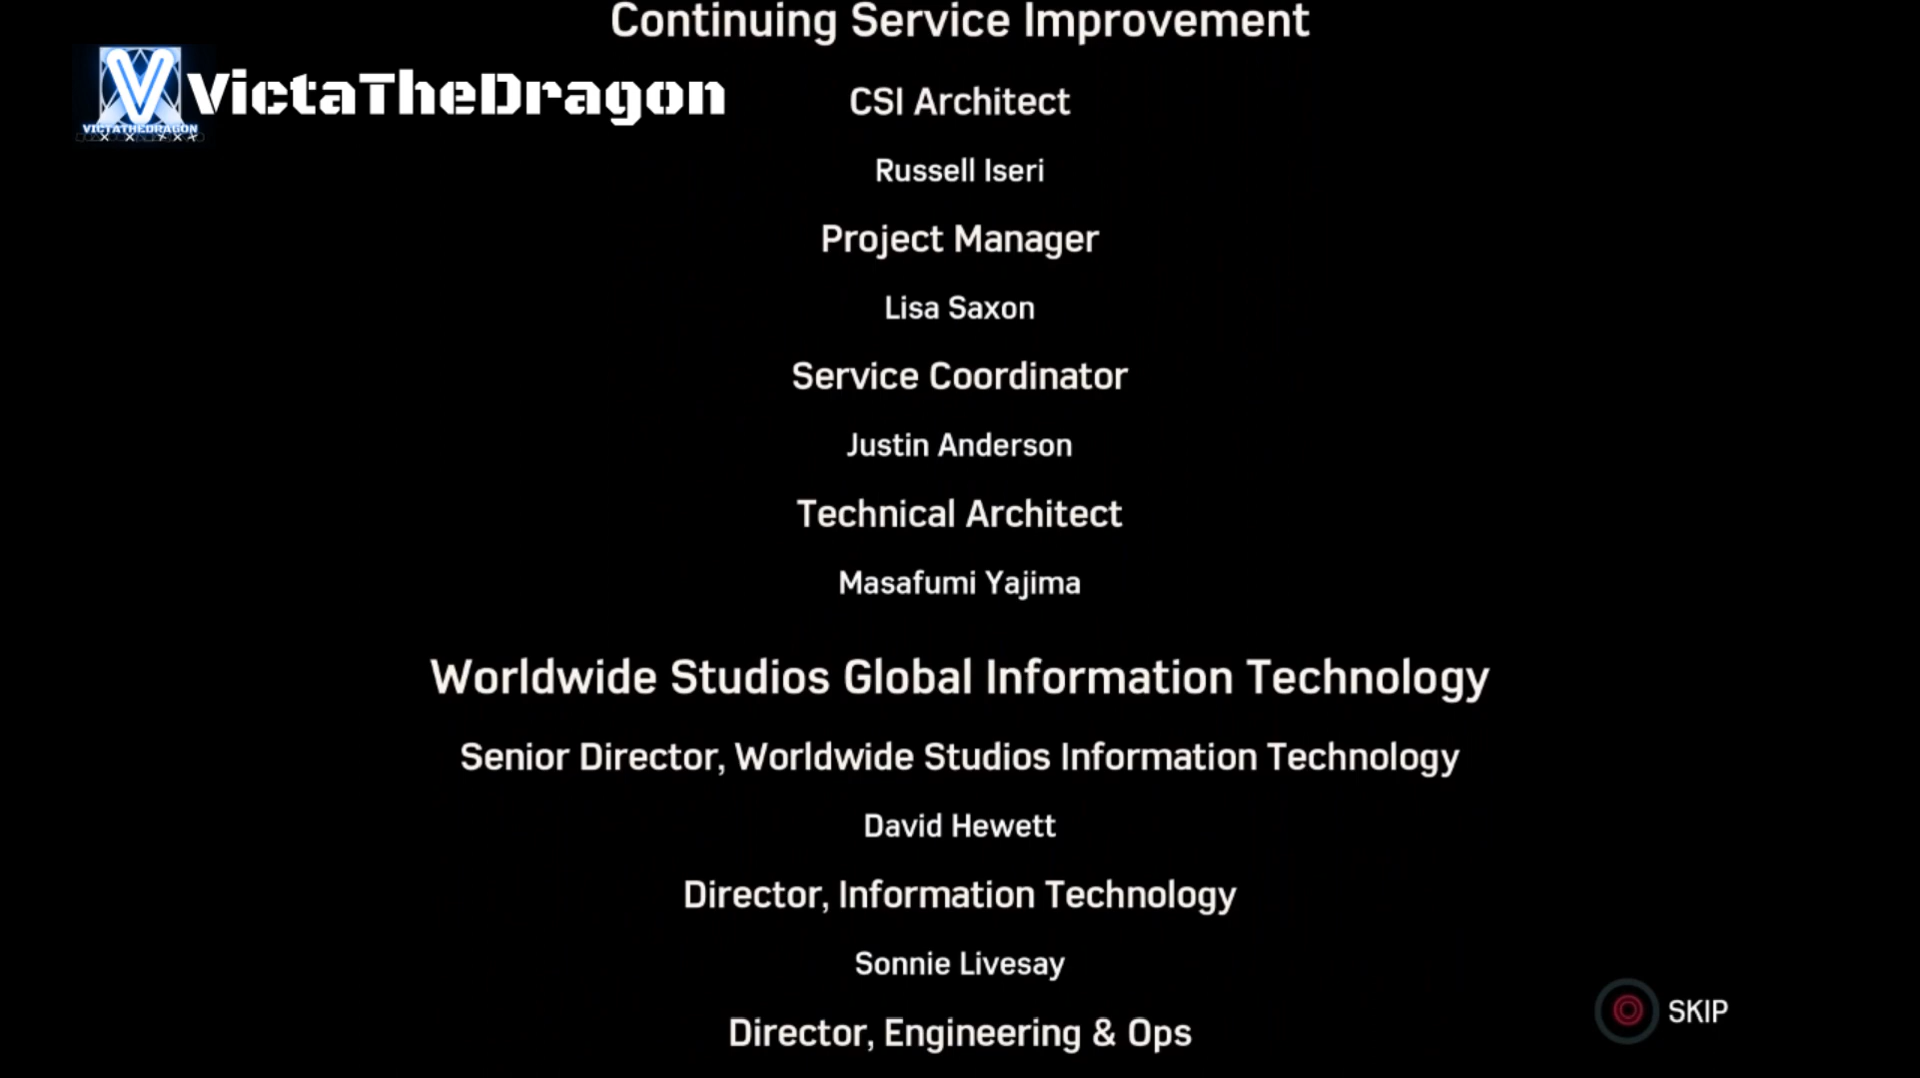 Continuing Service Improvement
VictaTheDragon
VICTATHEDRAGON
CSI Architect
Russell Iseri
Project Manager
Lisa Saxon
Service Coordinator
Justin Anderson
Technical Architect
Masafumi Yajima
Worldwide Studios Global Information Technology
Senior Director, Worldwide Studios Information Technology
David Hewett
Director, Information Technology
Sonnie Livesay
Director, Engineering & Ops
SKIP